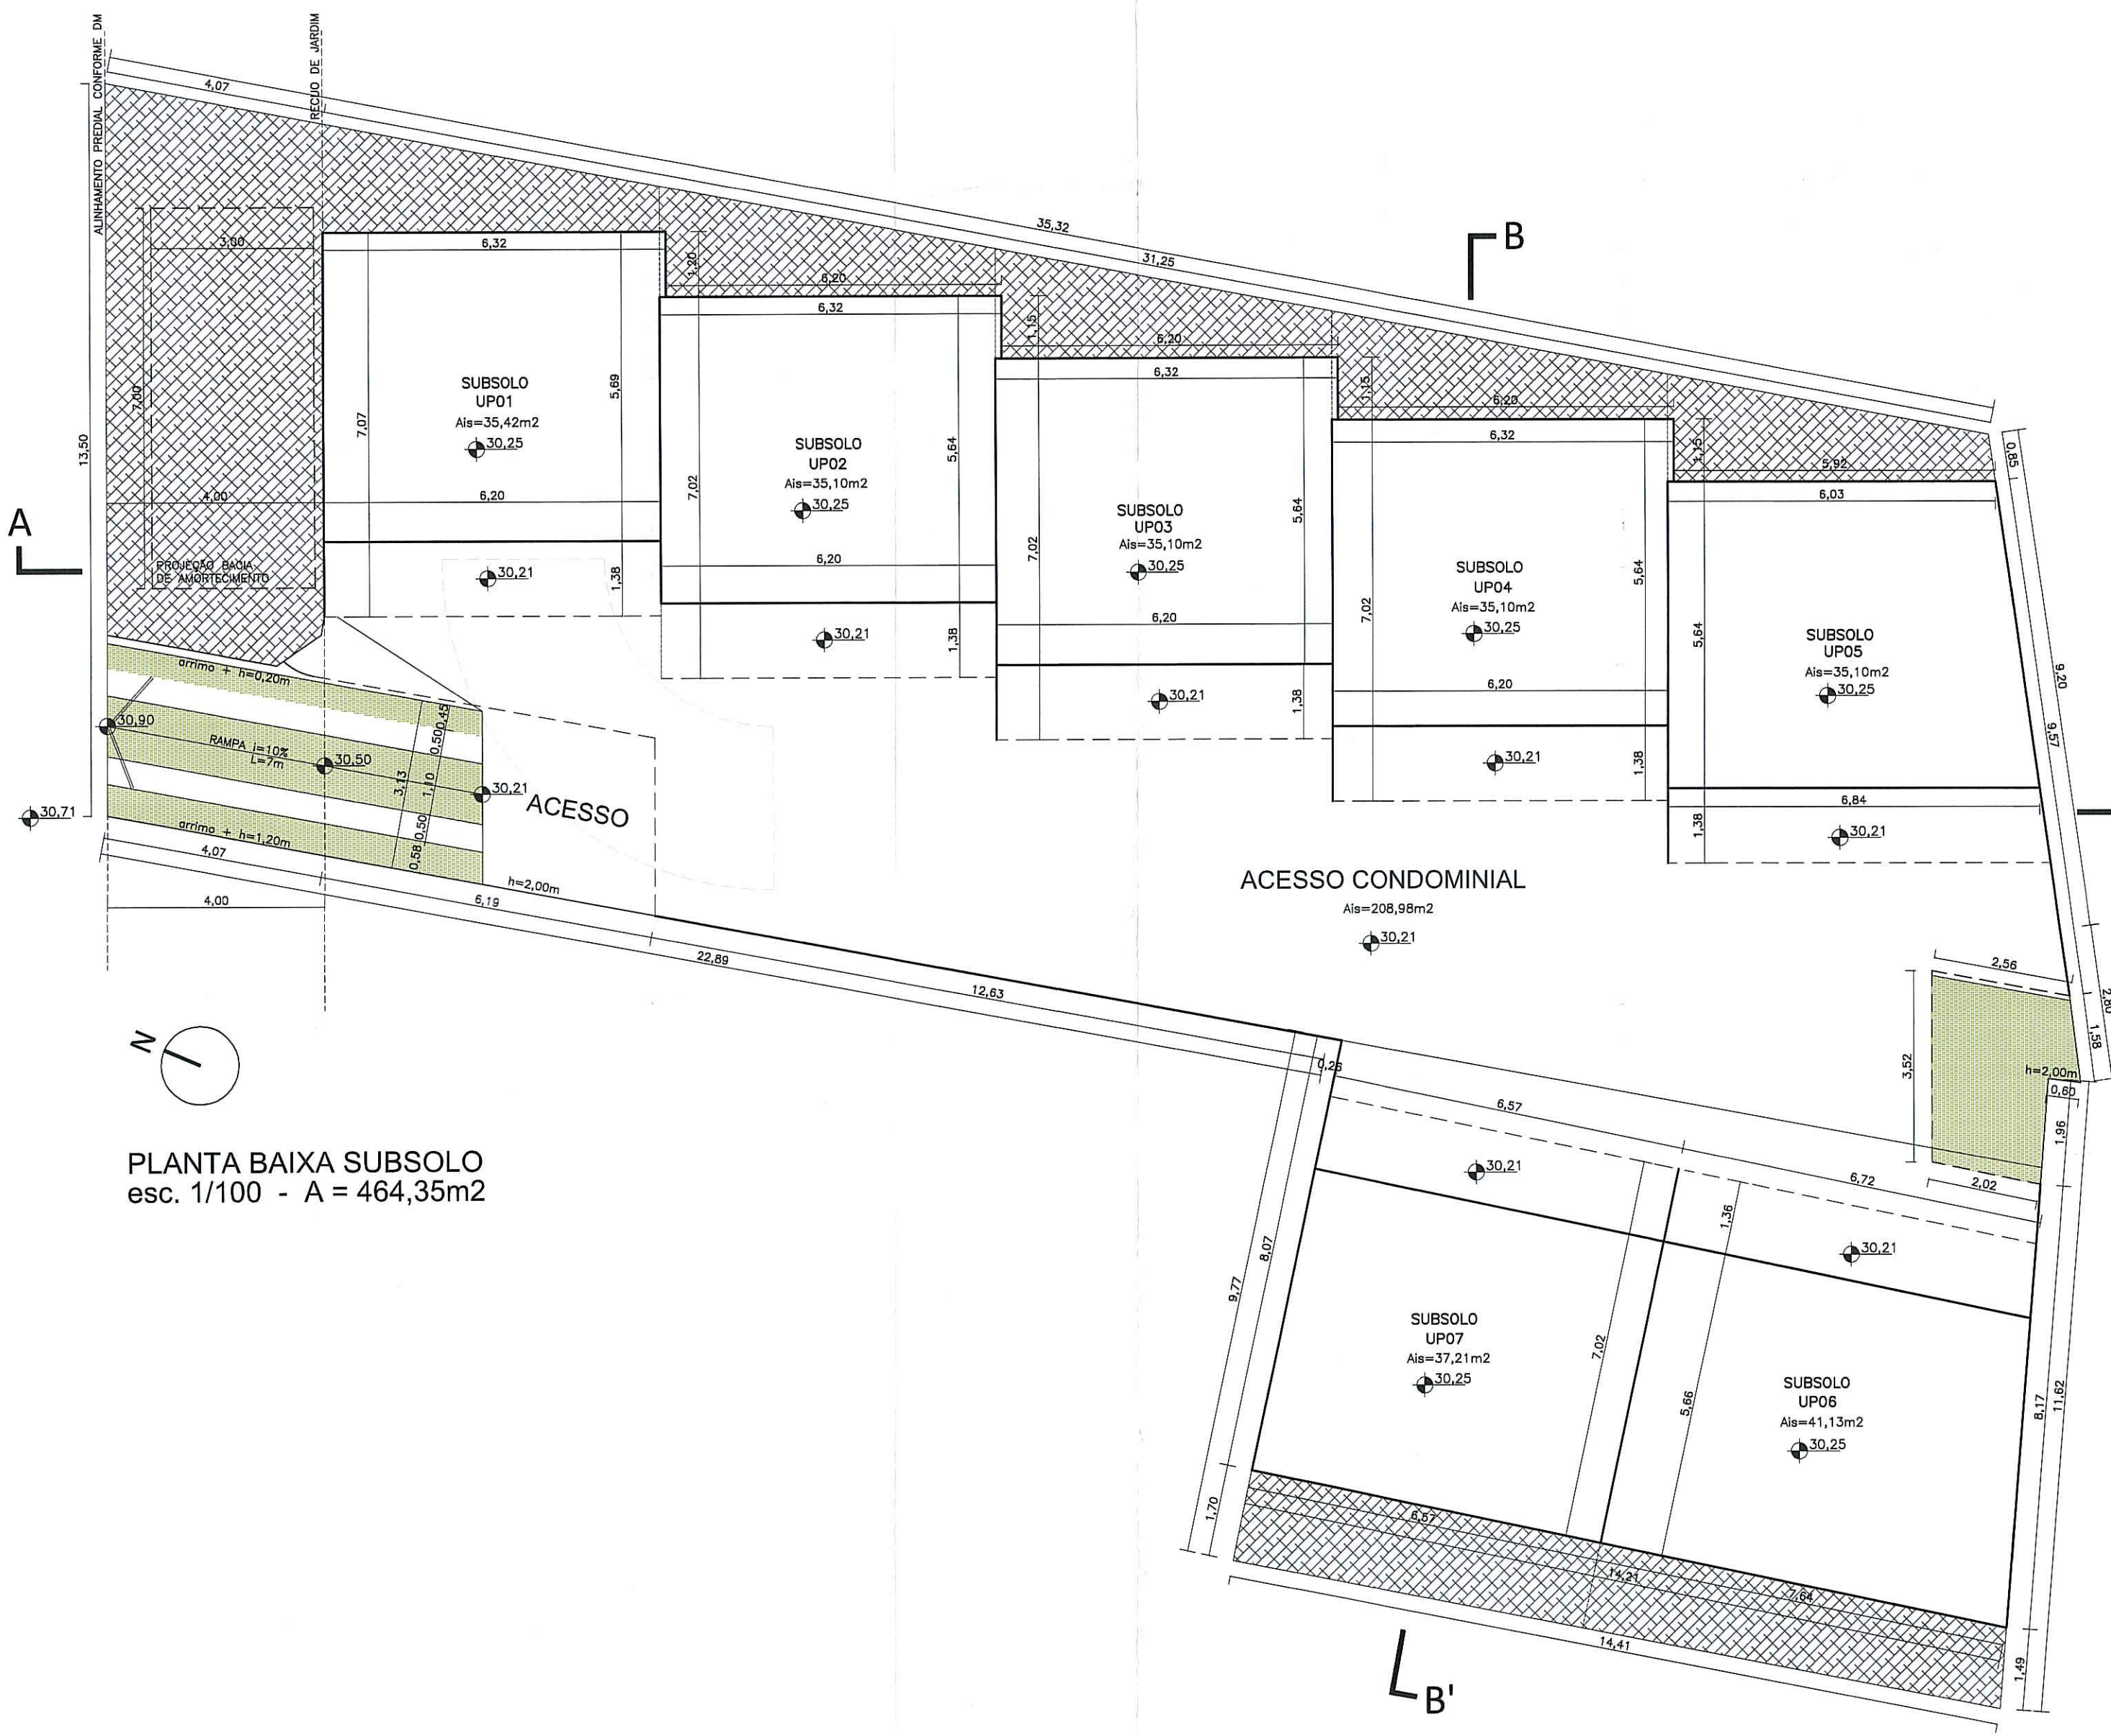 ALINHAMENTO PREDIAL CONFORME DM
RECUO DE JARDIM
4,07
35,32
31,25
B
3,00
7,00
13,50
4,00
PROJEÇÃO BACIA
DE AMORTECIMENTO
A
6,32
7,07
5,69
SUBSOLO
UP01
Ais=35,42m2
30,25
6,20
30,21
1,38
1,20
6,20
6,32
7,02
5,64
SUBSOLO
UP02
Ais=35,10m2
30,25
6,20
30,21
1,38
1,15
6,20
6,32
7,02
5,64
SUBSOLO
UP03
Ais=35,10m2
30,25
6,20
30,21
1,38
1,15
6,20
6,32
7,02
5,64
SUBSOLO
UP04
Ais=35,10m2
30,25
6,20
30,21
1,38
1,15
5,92
6,03
5,64
SUBSOLO
UP05
Ais=35,10m2
30,25
6,84
30,21
1,38
0,85
9,20
9,57
2,80
1,58
arrimo + h=0,20m
30,90
RAMPA i=10%
L=7m
30,50
3,13
0,45
0,50
1,10
0,50
0,58
30,21
ACESSO
30,71
arrimo + h=1,20m
4,07
4,00
h=2,00m
6,19
22,89
12,63
0,26
ACESSO CONDOMINIAL
Ais=208,98m2
30,21
2,56
3,52
h=2,00m
0,60
1,96
2,02
N
PLANTA BAIXA SUBSOLO
esc. 1/100 - A = 464,35m2
6,57
6,72
30,21
1,36
30,21
8,07
9,77
7,02
5,66
SUBSOLO
UP07
Ais=37,21m2
30,25
SUBSOLO
UP06
Ais=41,13m2
30,25
8,17
11,62
1,70
6,57
14,21
7,64
14,41
1,49
B'